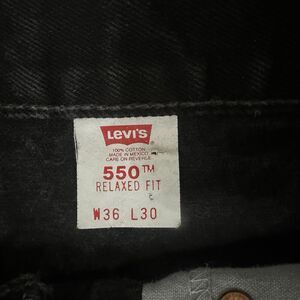 Levi's
100% COTTON
MADE IN MEXICO
CARE ON REVERSE
550™
RELAXED FIT
W36 L30